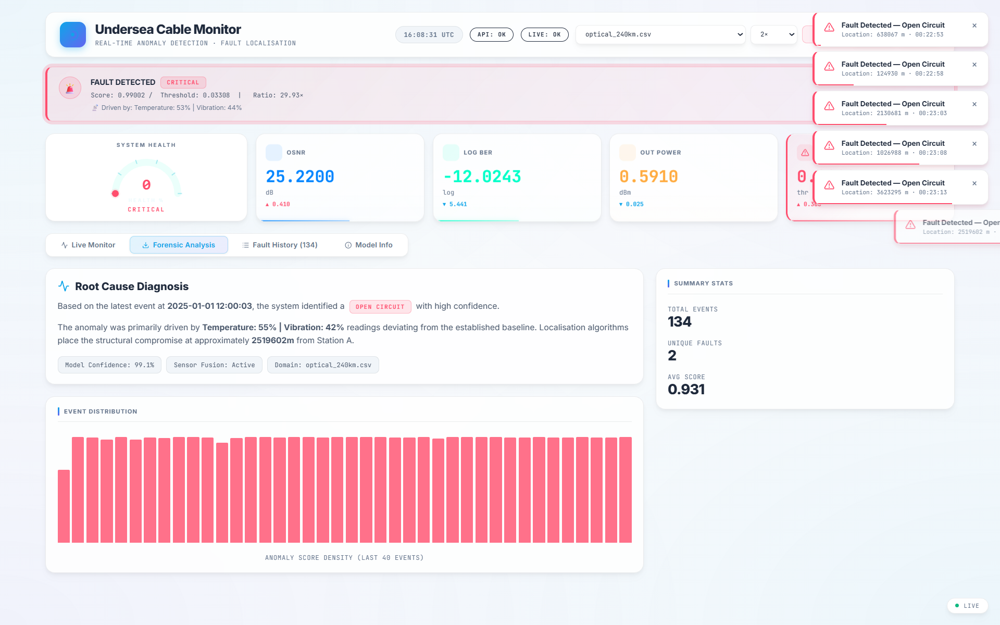 Undersea Cable Monitor
REAL-TIME ANOMALY DETECTION · FAULT LOCALISATION
16:08:31 UTC
API: OK
LIVE: OK
optical_240km.csv
2×
Fault Detected — Open Circuit ×
Location: 638067 m · 00:22:53
Fault Detected — Open Circuit ×
Location: 124930 m · 00:22:58
Fault Detected — Open Circuit ×
Location: 2130681 m · 00:23:03
Fault Detected — Open Circuit ×
Location: 1026988 m · 00:23:08
Fault Detected — Open Circuit ×
Location: 3623295 m · 00:23:13
Fault Detected — Open
Location: 2519602 m ·
FAULT DETECTED CRITICAL
Score: 0.99002 / Threshold: 0.03308 | Ratio: 29.93×
Driven by: Temperature: 53% | Vibration: 44%
SYSTEM HEALTH
0
HEALTH %
CRITICAL
OSNR
25.2200
dB
▲ 0.410
LOG BER
-12.0243
log
▼ 5.441
OUT POWER
0.5910
dBm
▼ 0.025
0.
thr
Live Monitor
Forensic Analysis
Fault History (134)
Model Info
Root Cause Diagnosis
Based on the latest event at 2025-01-01 12:00:03, the system identified a OPEN CIRCUIT with high confidence.
The anomaly was primarily driven by Temperature: 55% | Vibration: 42% readings deviating from the established baseline. Localisation algorithms
place the structural compromise at approximately 2519602m from Station A.
Model Confidence: 99.1%
Sensor Fusion: Active
Domain: optical_240km.csv
SUMMARY STATS
TOTAL EVENTS
134
UNIQUE FAULTS
2
AVG SCORE
0.931
EVENT DISTRIBUTION
ANOMALY SCORE DENSITY (LAST 40 EVENTS)
LIVE